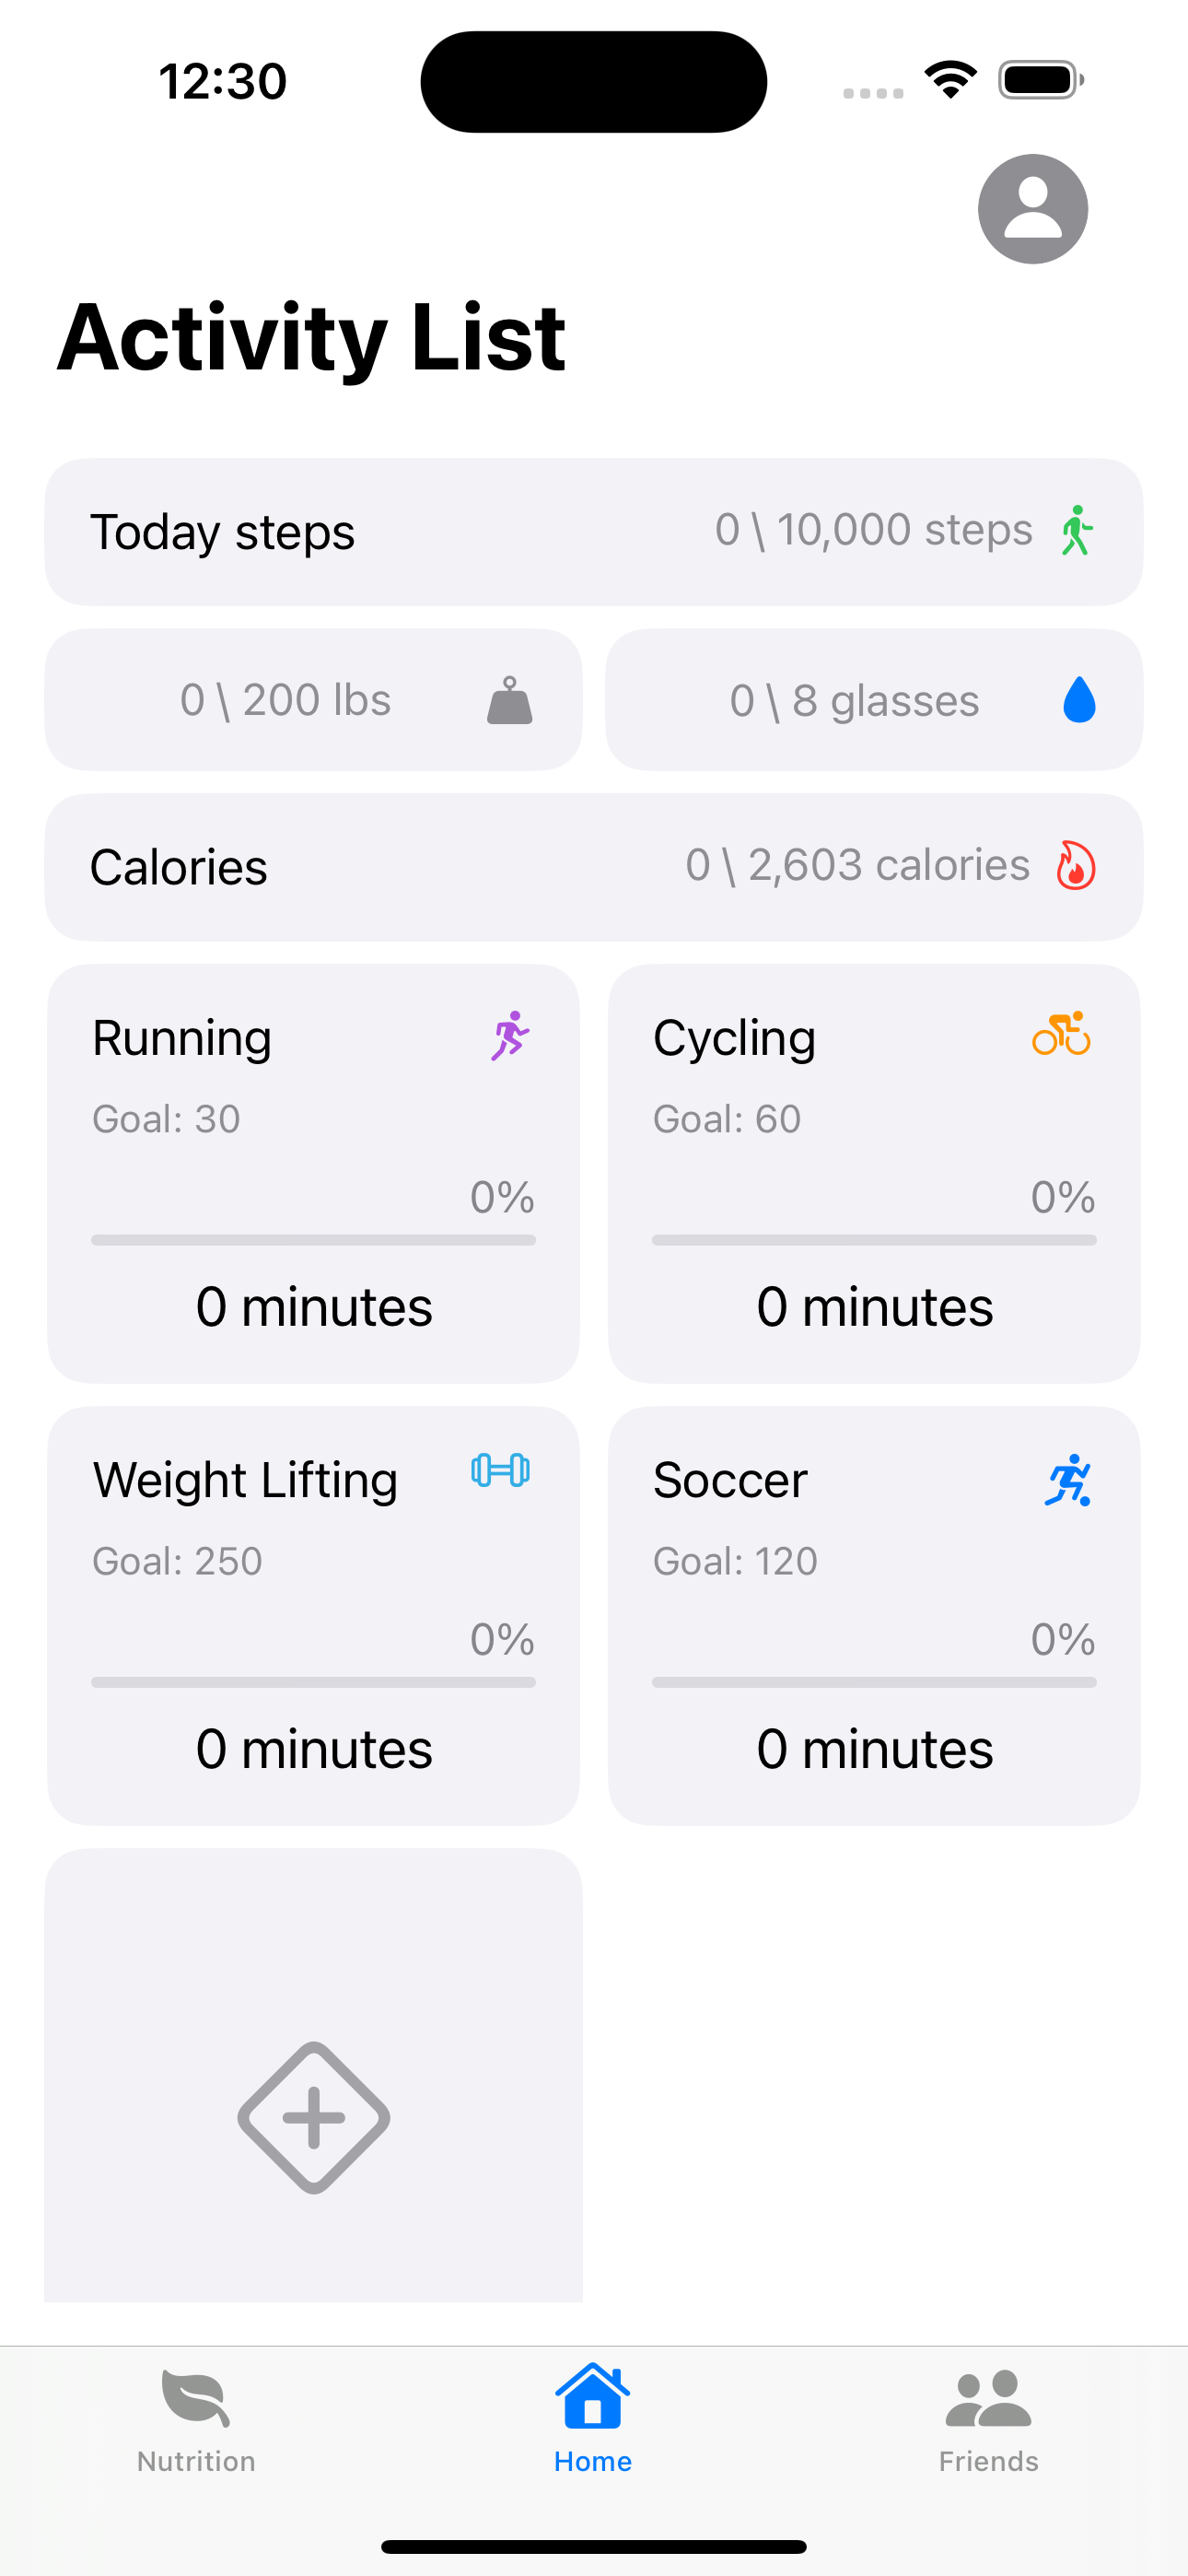 12:30
Activity List
Today steps 0 \ 10,000 steps
0 \ 200 lbs
0 \ 8 glasses
Calories 0 \ 2,603 calories
Running
Goal: 30
0%
0 minutes
Cycling
Goal: 60
0%
0 minutes
Weight Lifting
Goal: 250
0%
0 minutes
Soccer
Goal: 120
0%
0 minutes
Nutrition
Home
Friends